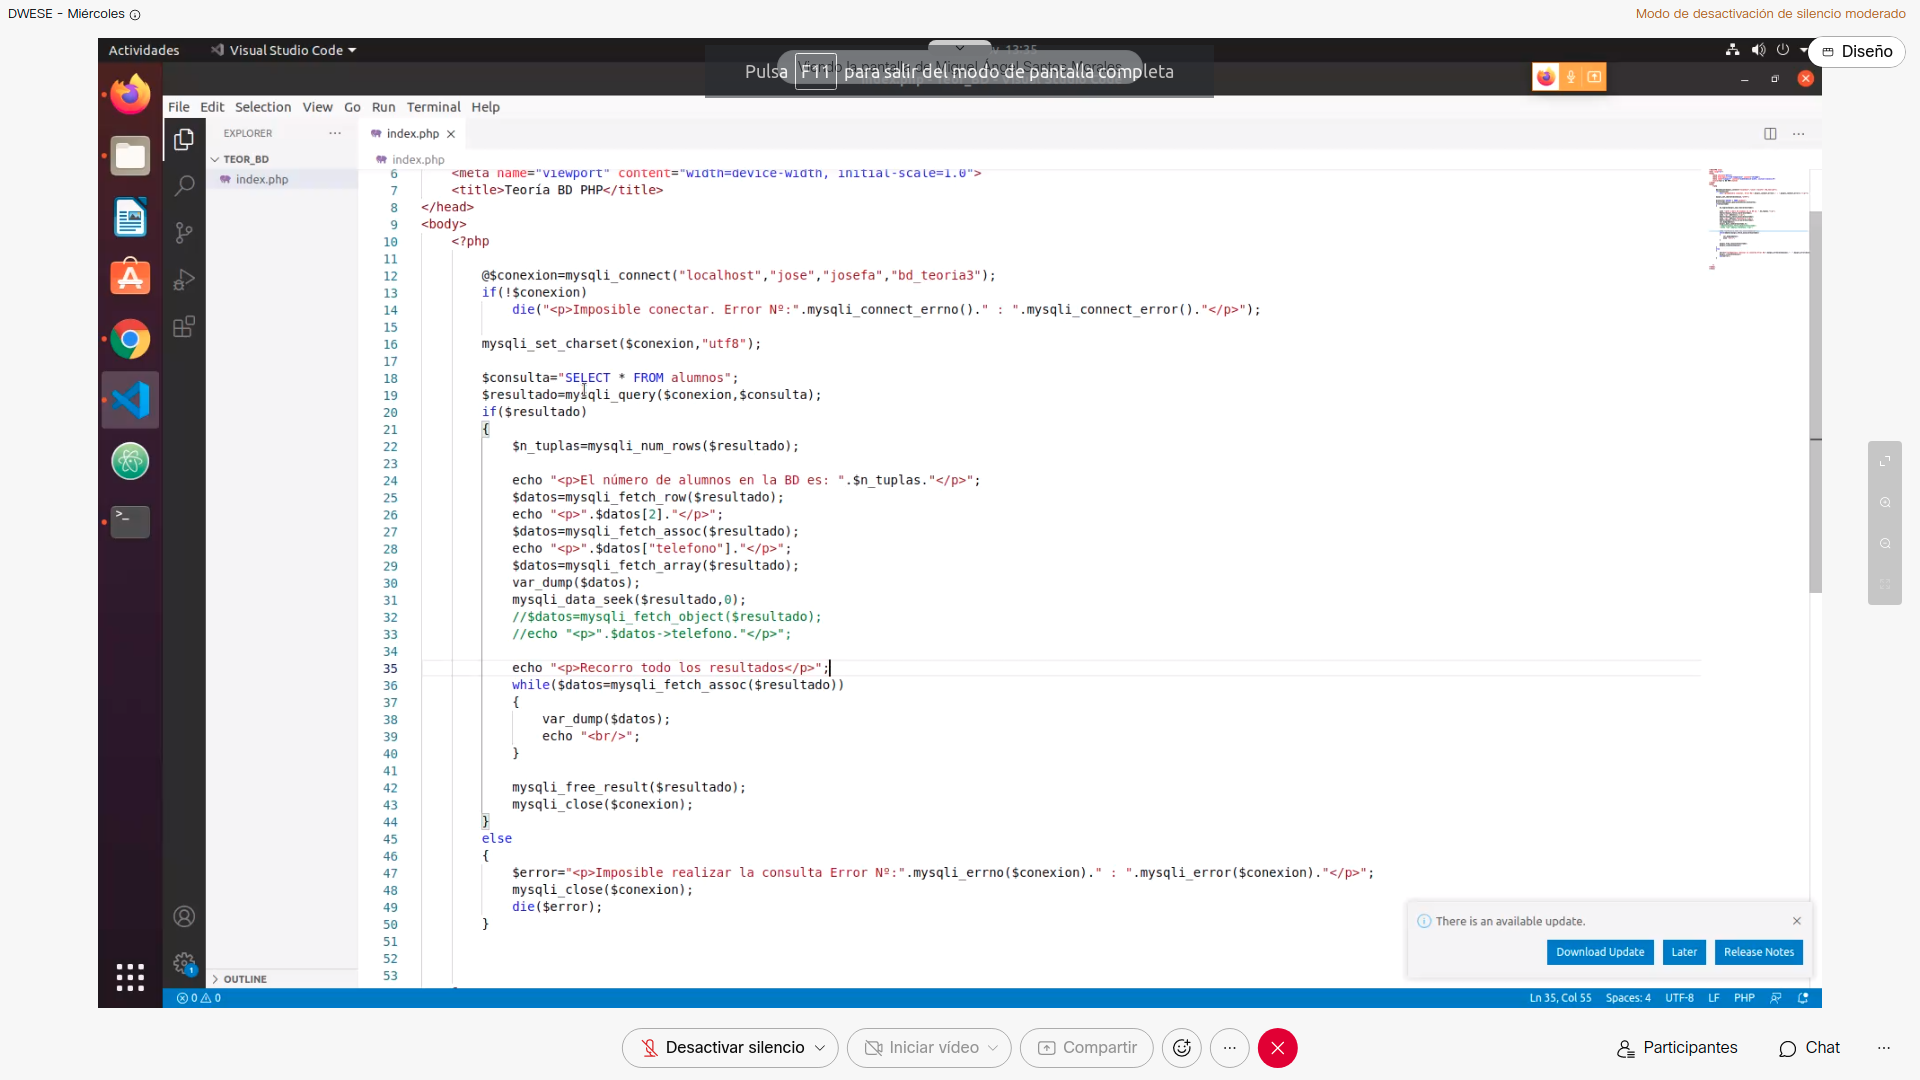 DWESE - Miércoles
Modo de desactivación de silencio moderado
Actividades
Visual Studio Code
13:35
Diseño
Viendo la pantalla de Miguel Ángel Santos Morales
Pulsa F11 para salir del modo de pantalla completa
File Edit Selection View Go Run Terminal Help
EXPLORER
index.php
TEOR_BD
index.php
index.php
6 <meta name="viewport" content="width=device-width, initial-scale=1.0">
7 <title>Teoría BD PHP</title>
8 </head>
9 <body>
10 <?php
11
12 @$conexion=mysqli_connect("localhost","jose","josefa","bd_teoria3");
13 if(!$conexion)
14 die("<p>Imposible conectar. Error Nº:".mysqli_connect_errno()." : ".mysqli_connect_error()."</p>");
15
16 mysqli_set_charset($conexion,"utf8");
17
18 $consulta="SELECT * FROM alumnos";
19 $resultado=mysqli_query($conexion,$consulta);
20 if($resultado)
21 {
22 $n_tuplas=mysqli_num_rows($resultado);
23
24 echo "<p>El número de alumnos en la BD es: ".$n_tuplas."</p>";
25 $datos=mysqli_fetch_row($resultado);
26 echo "<p>".$datos[2]."</p>";
27 $datos=mysqli_fetch_assoc($resultado);
28 echo "<p>".$datos["telefono"]."</p>";
29 $datos=mysqli_fetch_array($resultado);
30 var_dump($datos);
31 mysqli_data_seek($resultado,0);
32 //$datos=mysqli_fetch_object($resultado);
33 //echo "<p>".$datos->telefono."</p>";
34
35 echo "<p>Recorro todo los resultados</p>";
36 while($datos=mysqli_fetch_assoc($resultado))
37 {
38 var_dump($datos);
39 echo "<br/>";
40 }
41
42 mysqli_free_result($resultado);
43 mysqli_close($conexion);
44 }
45 else
46 {
47 $error="<p>Imposible realizar la consulta Error Nº:".mysqli_errno($conexion)." : ".mysqli_error($conexion)."</p>";
48 mysqli_close($conexion);
49 die($error);
50 }
51
52
53
There is an available update.
Download Update Later Release Notes
OUTLINE
1
0 0
Ln 35, Col 55 Spaces: 4 UTF-8 LF PHP
Desactivar silencio
Iniciar vídeo
Compartir
Participantes
Chat